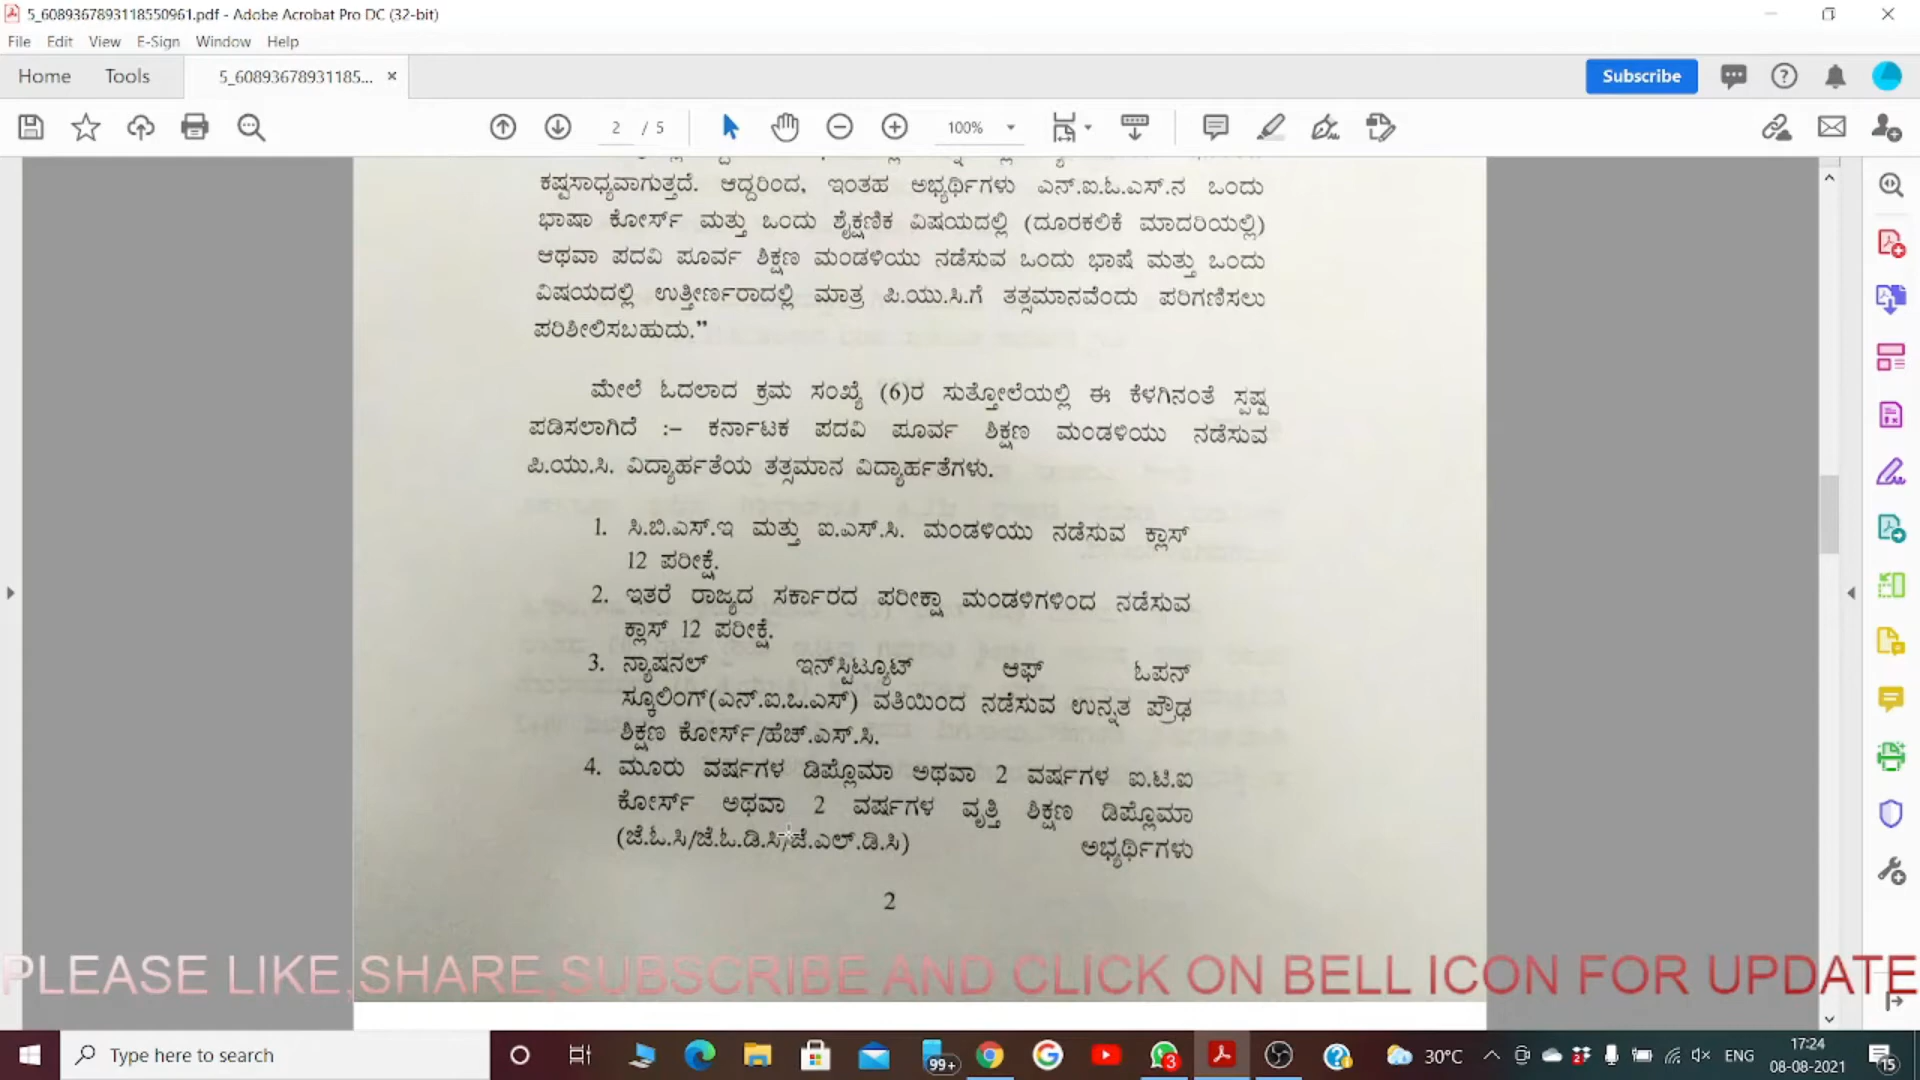 5_6089367893118550961.pdf - Adobe Acrobat Pro DC (32-bit)
File Edit View E-Sign Window Help
Home Tools 5_60893678931185... × Subscribe
2 / 5 100%
ಕಷ್ಟಸಾಧ್ಯವಾಗುತ್ತದೆ. ಆದ್ದರಿಂದ, ಇಂತಹ ಅಭ್ಯರ್ಥಿಗಳು ಎನ್.ಐ.ಓ.ಎಸ್.ನ ಒಂದು
ಭಾಷಾ ಕೋರ್ಸ್ ಮತ್ತು ಒಂದು ಶೈಕ್ಷಣಿಕ ವಿಷಯದಲ್ಲಿ (ದೂರಕಲಿಕೆ ಮಾದರಿಯಲ್ಲಿ)
ಆಥವಾ ಪದವಿ ಪೂರ್ವ ಶಿಕ್ಷಣ ಮಂಡಳಿಯು ನಡೆಸುವ ಒಂದು ಭಾಷೆ ಮತ್ತು ಒಂದು
ವಿಷಯದಲ್ಲಿ ಉತ್ತೀರ್ಣರಾದಲ್ಲಿ ಮಾತ್ರ ಪಿ.ಯು.ಸಿ.ಗೆ ತತ್ಸಮಾನವೆಂದು ಪರಿಗಣಿಸಲು
ಪರಿಶೀಲಿಸಬಹುದು.”
ಮೇಲೆ ಓದಲಾದ ಕ್ರಮ ಸಂಖ್ಯೆ (6)ರ ಸುತ್ತೋಲೆಯಲ್ಲಿ ಈ ಕೆಳಗಿನಂತೆ ಸ್ಪಷ್ಟ
ಪಡಿಸಲಾಗಿದೆ :– ಕರ್ನಾಟಕ ಪದವಿ ಪೂರ್ವ ಶಿಕ್ಷಣ ಮಂಡಳಿಯು ನಡೆಸುವ
ಪಿ.ಯು.ಸಿ. ವಿದ್ಯಾರ್ಹತೆಯ ತತ್ಸಮಾನ ವಿದ್ಯಾರ್ಹತೆಗಳು.
1. ಸಿ.ಬಿ.ಎಸ್.ಇ ಮತ್ತು ಐ.ಎಸ್.ಸಿ. ಮಂಡಳಿಯು ನಡೆಸುವ ಕ್ಲಾಸ್
12 ಪರೀಕ್ಷೆ.
2. ಇತರೆ ರಾಜ್ಯದ ಸರ್ಕಾರದ ಪರೀಕ್ಷಾ ಮಂಡಳಿಗಳಿಂದ ನಡೆಸುವ
ಕ್ಲಾಸ್ 12 ಪರೀಕ್ಷೆ.
3. ನ್ಯಾಷನಲ್ ಇನ್‌ಸ್ಟಿಟ್ಯೂಟ್ ಆಫ್ ಓಪನ್
ಸ್ಕೂಲಿಂಗ್(ಎನ್.ಐ.ಒ.ಎಸ್) ವತಿಯಿಂದ ನಡೆಸುವ ಉನ್ನತ ಪ್ರೌಢ
ಶಿಕ್ಷಣ ಕೋರ್ಸ್/ಹೆಚ್.ಎಸ್.ಸಿ.
4. ಮೂರು ವರ್ಷಗಳ ಡಿಪ್ಲೊಮಾ ಅಥವಾ 2 ವರ್ಷಗಳ ಐ.ಟಿ.ಐ
ಕೋರ್ಸ್ ಅಥವಾ 2 ವರ್ಷಗಳ ವೃತ್ತಿ ಶಿಕ್ಷಣ ಡಿಪ್ಲೊಮಾ
(ಜೆ.ಓ.ಸಿ/ಜೆ.ಓ.ಡಿ.ಸಿ/ಜೆ.ಎಲ್.ಡಿ.ಸಿ) ಅಭ್ಯರ್ಥಿಗಳು
2
PLEASE LIKE,SHARE,SUBSCRIBE AND CLICK ON BELL ICON FOR UPDATE
Type here to search 99+ 3 30°C ENG 17:24
08-08-2021 15